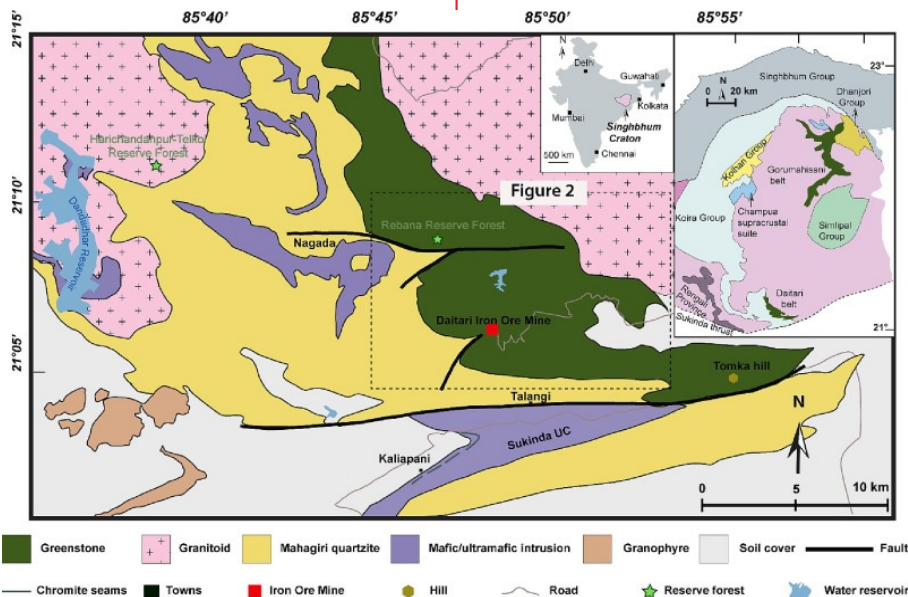 85°40' 85°45' 85°50' 85°55'
21°15'
21°10'
21°05'
Harichandanpur-Telkoi
Reserve Forest
Dandiadhar Reservoir
Nagada
Rebana Reserve Forest
Figure 2
Daitari Iron Ore Mine
Tomka hill
Talangi
Sukinda UC
Kaliapani
N
0 5 10 km
N
Delhi
Guwahati
Kolkata
Mumbai
Singhbhum
Craton
Chennai
500 km
23°
Singhbhum Group
N
0 20 km
Dhanjori
Group
Kolhan Group
Gorumahisani
belt
Koira Group
Champua
supracrustal
suite
Simlipal
Group
Rengali
Province
Sukinda thrust
Daitari
belt
21°
Greenstone Granitoid Mahagiri quartzite Mafic/ultramafic intrusion Granophyre Soil cover Fault
Chromite seams Towns Iron Ore Mine Hill Road Reserve forest Water reservoir